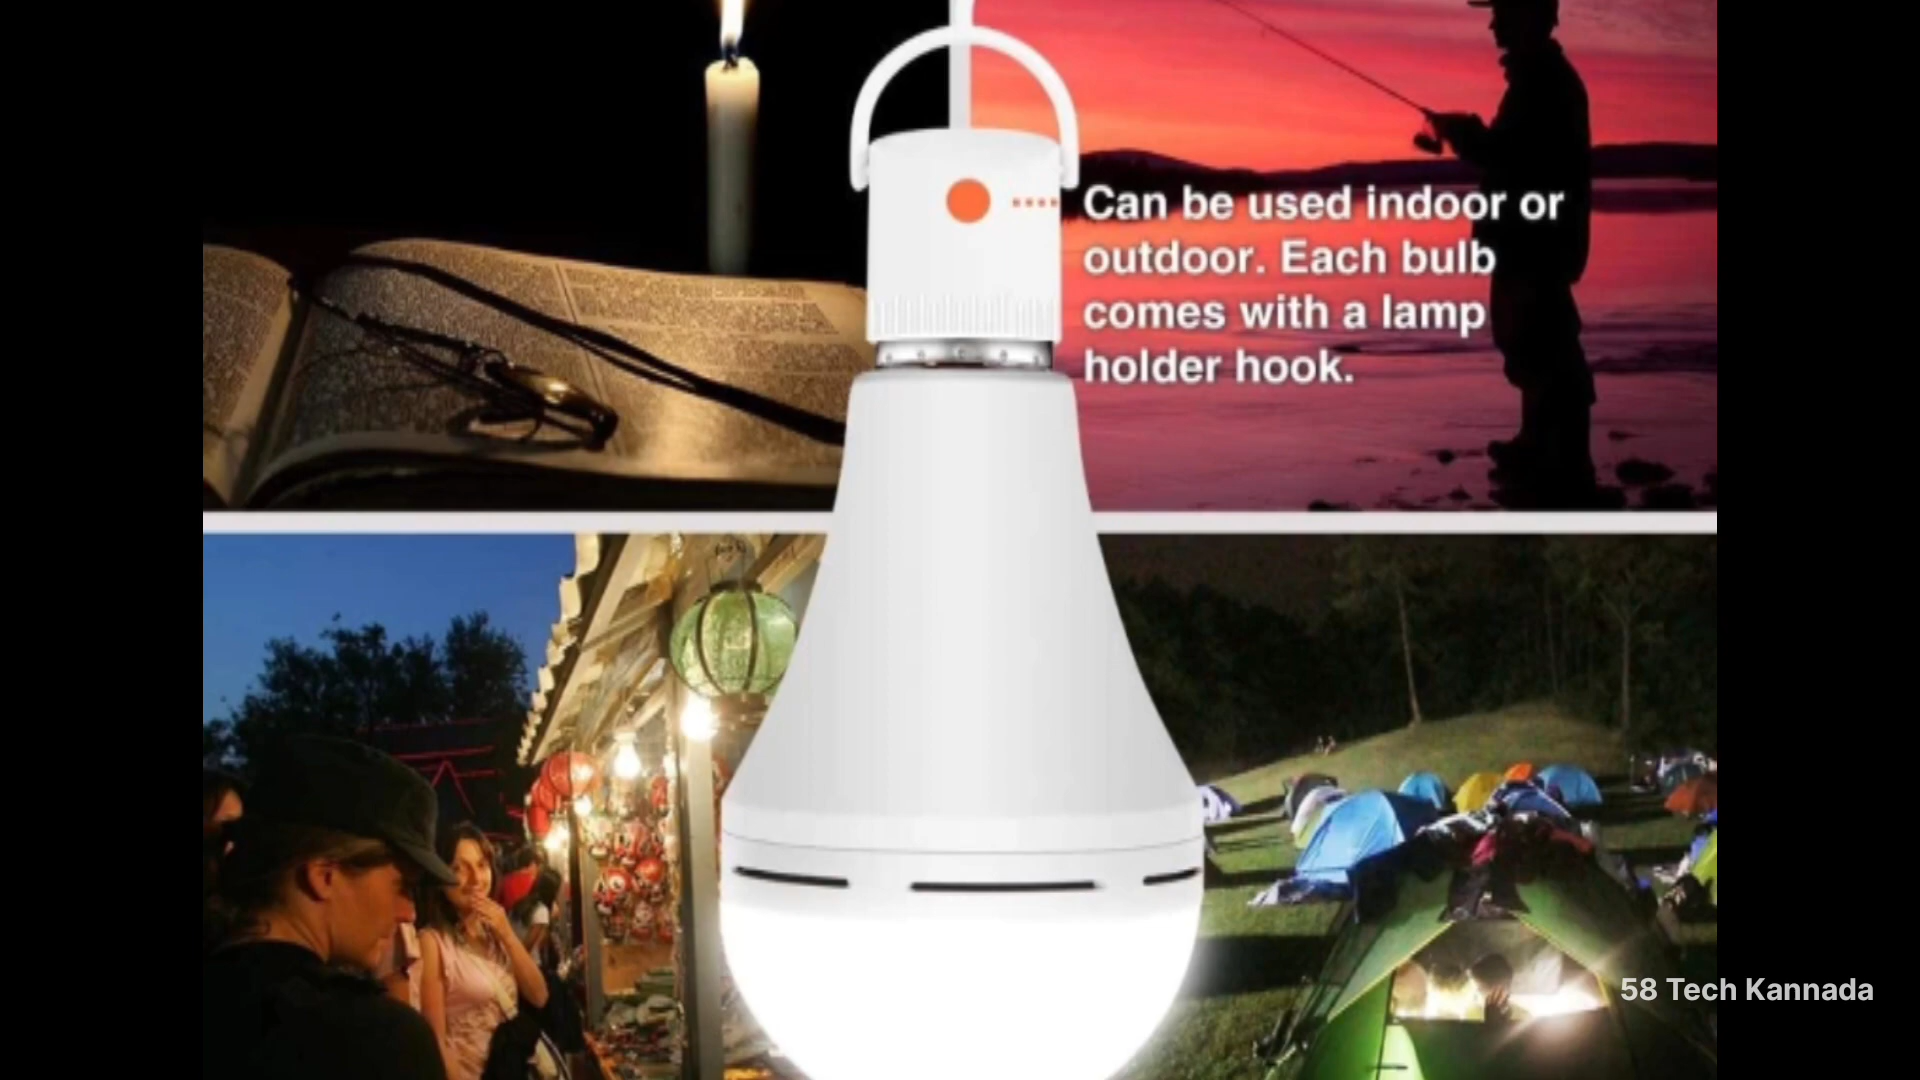 Can be used indoor or
outdoor. Each bulb
comes with a lamp
holder hook.
58 Tech Kannada